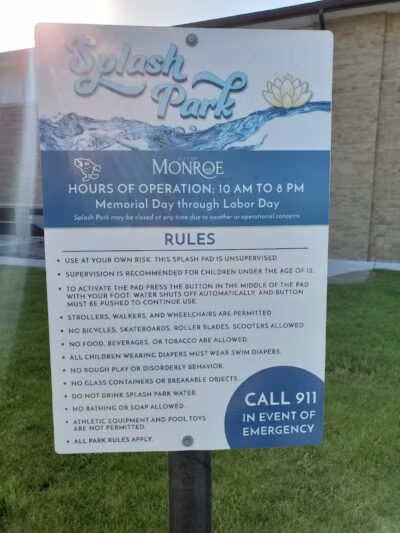 Splash
Park
CITY OF
MONROE
HOURS OF OPERATION: 10 AM TO 8 PM
Memorial Day through Labor Day
Splash Park may be closed at any time due to weather or operational concerns
RULES
• USE AT YOUR OWN RISK. THIS SPLASH PAD IS UNSUPERVISED.
• SUPERVISION IS RECOMMENDED FOR CHILDREN UNDER THE AGE OF 12.
• TO ACTIVATE THE PAD PRESS THE BUTTON IN THE MIDDLE OF THE PAD
WITH YOUR FOOT. WATER SHUTS OFF AUTOMATICALLY, AND BUTTON
MUST BE PUSHED TO CONTINUE USE.
• STROLLERS, WALKERS, AND WHEELCHAIRS ARE PERMITTED.
• NO BICYCLES, SKATEBOARDS, ROLLER BLADES, SCOOTERS ALLOWED.
• NO FOOD, BEVERAGES, OR TOBACCO ARE ALLOWED.
• ALL CHILDREN WEARING DIAPERS MUST WEAR SWIM DIAPERS.
• NO ROUGH PLAY OR DISORDERLY BEHAVIOR.
• NO GLASS CONTAINERS OR BREAKABLE OBJECTS.
• DO NOT DRINK SPLASH PARK WATER.
• NO BATHING OR SOAP ALLOWED.
• ATHLETIC EQUIPMENT AND POOL TOYS
ARE NOT PERMITTED.
• ALL PARK RULES APPLY.
CALL 911
IN EVENT OF
EMERGENCY